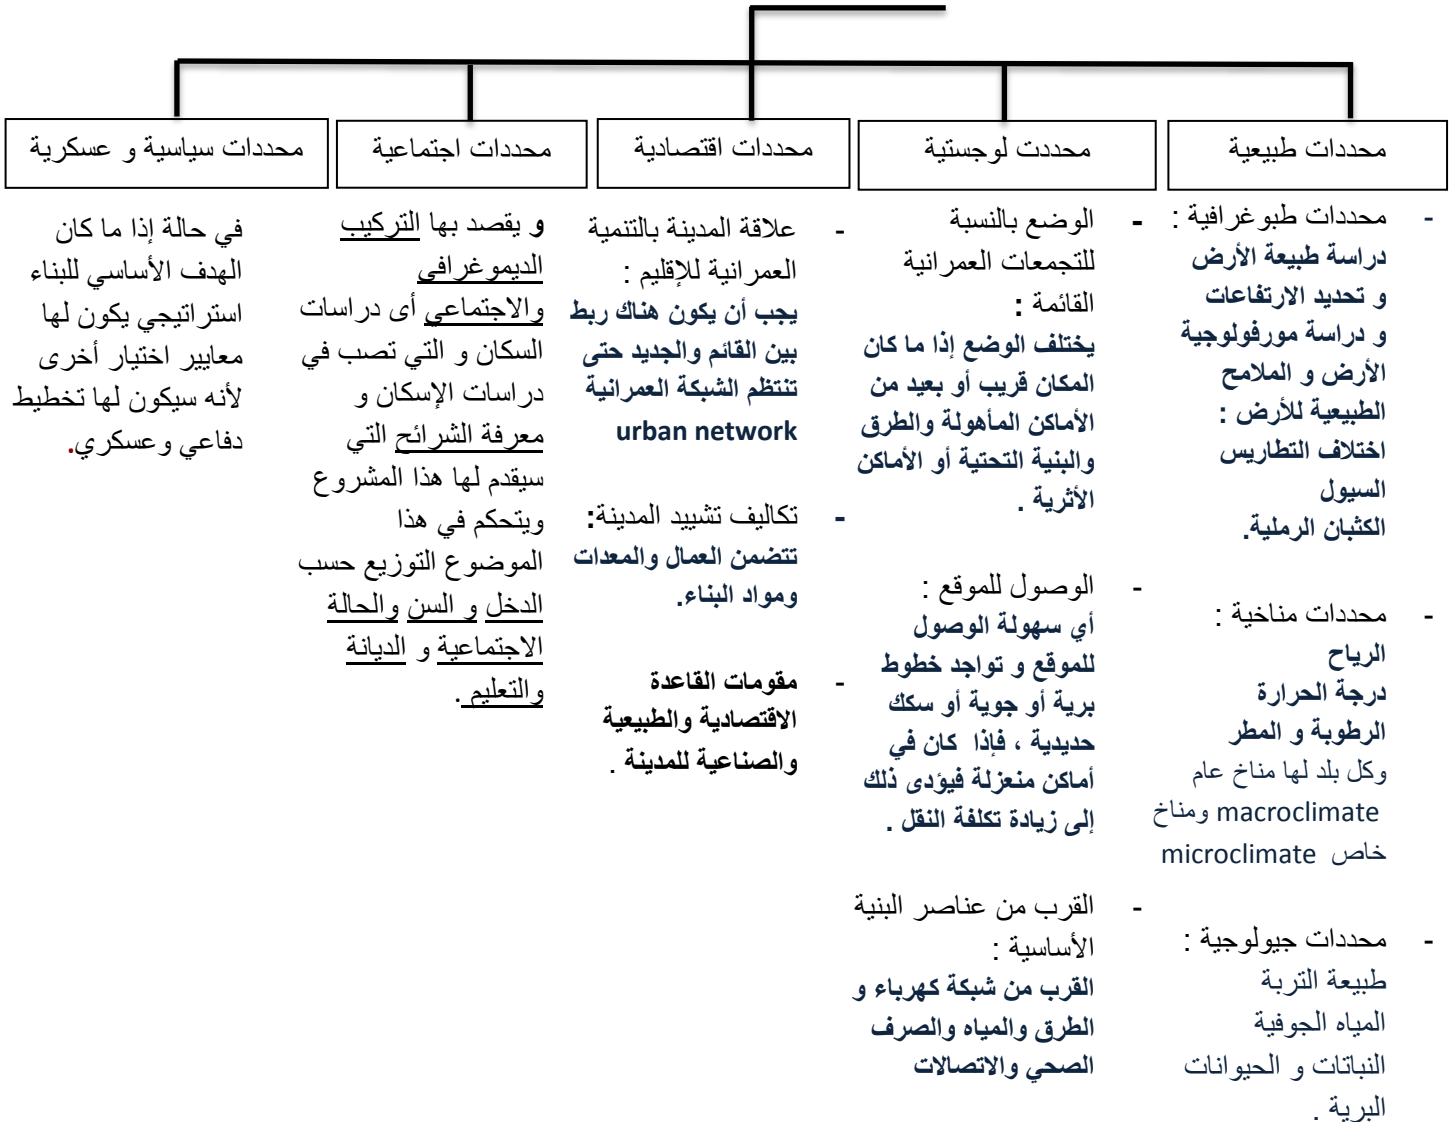 محددات طبيعية
محددت لوجستية
محددات اقتصادية
محددات اجتماعية
محددات سياسية و عسكرية
- محددات طبوغرافية :
دراسة طبيعة الأرض
و تحديد الارتفاعات
و دراسة مورفولوجية
الأرض و الملامح
الطبيعية للأرض :
اختلاف التطاريس
السيول
الكثبان الرملية.
- محددات مناخية :
الرياح
درجة الحرارة
الرطوبة و المطر
وكل بلد لها مناخ عام
macroclimate ومناخ
خاص microclimate
- محددات جيولوجية :
طبيعة التربة
المياه الجوفية
النباتات و الحيوانات
البرية .
- الوضع بالنسبة
للتجمعات العمرانية
القائمة :
يختلف الوضع إذا ما كان
المكان قريب أو بعيد من
الأماكن المأهولة والطرق
والبنية التحتية أو الأماكن
الأثرية .
- الوصول للموقع :
أي سهولة الوصول
للموقع و تواجد خطوط
برية أو جوية أو سكك
حديدية ، فإذا كان في
أماكن منعزلة فيؤدى ذلك
إلى زيادة تكلفة النقل .
- القرب من عناصر البنية
الأساسية :
القرب من شبكة كهرباء و
الطرق والمياه والصرف
الصحي والاتصالات
- علاقة المدينة بالتنمية
العمرانية للإقليم :
يجب أن يكون هناك ربط
بين القائم والجديد حتى
تنتظم الشبكة العمرانية
urban network
- تكاليف تشييد المدينة:
تتضمن العمال والمعدات
ومواد البناء.
- مقومات القاعدة
الاقتصادية والطبيعية
والصناعية للمدينة .
و يقصد بها التركيب
الديموغرافى
والاجتماعي أى دراسات
السكان و التي تصب في
دراسات الإسكان و
معرفة الشرائح التي
سيقدم لها هذا المشروع
ويتحكم في هذا
الموضوع التوزيع حسب
الدخل و السن والحالة
الاجتماعية و الديانة
والتعليم .
في حالة إذا ما كان
الهدف الأساسي للبناء
استراتيجي يكون لها
معايير اختيار أخرى
لأنه سيكون لها تخطيط
دفاعي وعسكري.